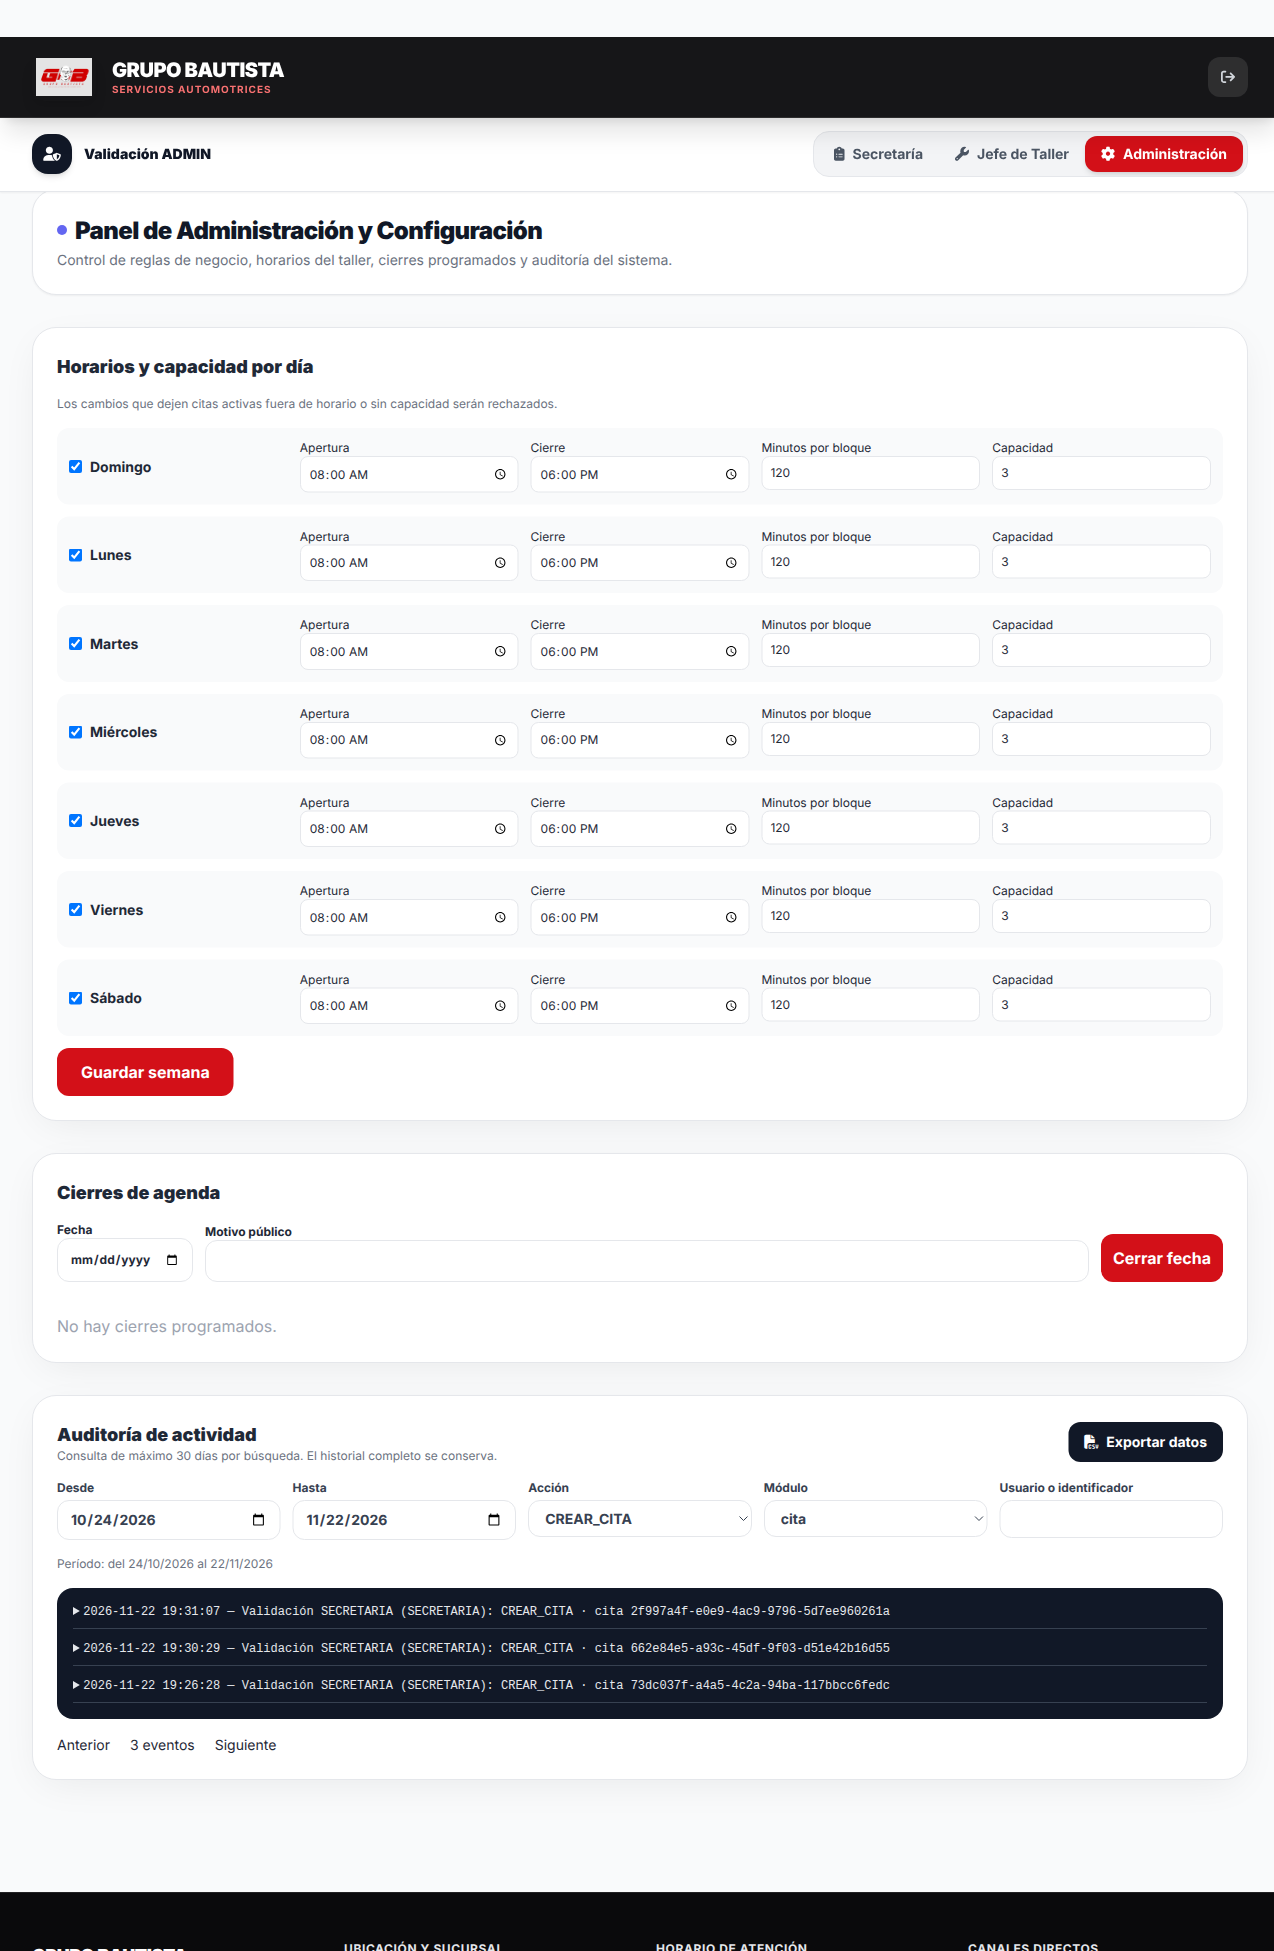 GRUPO BAUTISTA
SERVICIOS AUTOMOTRICES
Validación ADMIN
Secretaría
Jefe de Taller
Administración
Panel de Administración y Configuración
Control de reglas de negocio, horarios del taller, cierres programados y auditoría del sistema.
Horarios y capacidad por día
Los cambios que dejen citas activas fuera de horario o sin capacidad serán rechazados.
Domingo
Apertura
08:00 AM
Cierre
06:00 PM
Minutos por bloque
120
Capacidad
3
Lunes
Apertura
08:00 AM
Cierre
06:00 PM
Minutos por bloque
120
Capacidad
3
Martes
Apertura
08:00 AM
Cierre
06:00 PM
Minutos por bloque
120
Capacidad
3
Miércoles
Apertura
08:00 AM
Cierre
06:00 PM
Minutos por bloque
120
Capacidad
3
Jueves
Apertura
08:00 AM
Cierre
06:00 PM
Minutos por bloque
120
Capacidad
3
Viernes
Apertura
08:00 AM
Cierre
06:00 PM
Minutos por bloque
120
Capacidad
3
Sábado
Apertura
08:00 AM
Cierre
06:00 PM
Minutos por bloque
120
Capacidad
3
Guardar semana
Cierres de agenda
Fecha
mm/dd/yyyy
Motivo público
Cerrar fecha
No hay cierres programados.
Auditoría de actividad
Consulta de máximo 30 días por búsqueda. El historial completo se conserva.
Exportar datos
Desde
10/24/2026
Hasta
11/22/2026
Acción
CREAR_CITA
Módulo
cita
Usuario o identificador
Periodo: del 24/10/2026 al 22/11/2026
2026-11-22 19:31:07 — Validación SECRETARIA (SECRETARIA): CREAR_CITA · cita 2f997a4f-e0e9-4ac9-9796-5d7ee960261a
2026-11-22 19:30:29 — Validación SECRETARIA (SECRETARIA): CREAR_CITA · cita 662e84e5-a93c-45df-9f03-d51e42b16d55
2026-11-22 19:26:28 — Validación SECRETARIA (SECRETARIA): CREAR_CITA · cita 73dc037f-a4a5-4c2a-94ba-117bbcc6fedc
Anterior
3 eventos
Siguiente
GRUPO BAUTISTA
UBICACIÓN Y SUCURSAL
HORARIO DE ATENCIÓN
CANALES DIRECTOS